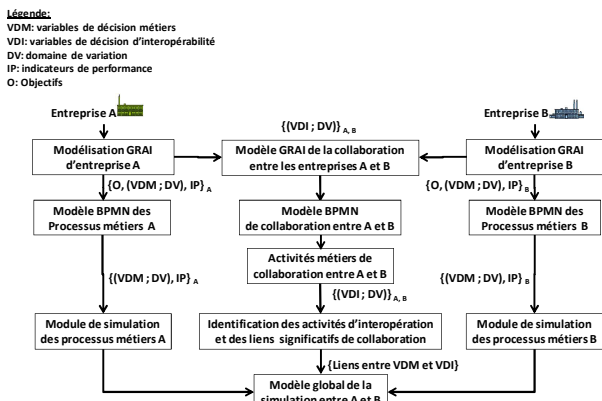 Légende:
VDM: variables de décision métiers
VDI: variables de décision d'interopérabilité
DV: domaine de variation
IP: indicateurs de performance
O: Objectifs
Entreprise A
{(VDI ; DV)} A, B
Entreprise B
Modélisation GRAI
d'entreprise A
Modèle GRAI de la collaboration
entre les entreprises A et B
Modélisation GRAI
d'entreprise B
{O, (VDM ; DV), IP} A
{O, (VDM ; DV), IP} B
Modèle BPMN des
Processus métiers A
Modèle BPMN
de collaboration entre A et B
Modèle BPMN des
Processus métiers B
Activités métiers de
collaboration entre A et B
{(VDM ; DV), IP} A
{(VDM ; DV), IP} B
{(VDI ; DV)} A, B
Module de simulation
des processus métiers A
Identification des activités d'interopération
et des liens significatifs de collaboration
Module de simulation
des processus métiers B
{Liens entre VDM et VDI}
Modèle global de la
simulation entre A et B